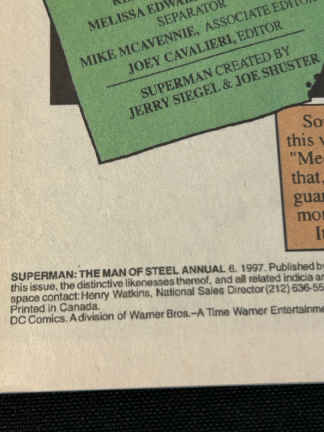 MELISSA EDWA
SEPARATOR
MIKE MCAVENNIE, ASSOCIATE EDITOR
JOEY CAVALIERI, EDITOR
SUPERMAN CREATED BY
JERRY SIEGEL & JOE SHUSTER
So
this
"Me
that,
guar
mor
I
SUPERMAN: THE MAN OF STEEL ANNUAL 6. 1997. Published by
this issue, the distinctive likenesses thereof, and all related indicia ar
space contact: Henry Watkins, National Sales Director (212) 636-55
Printed in Canada.
DC Comics. A division of Warner Bros.–A Time Warner Entertainme